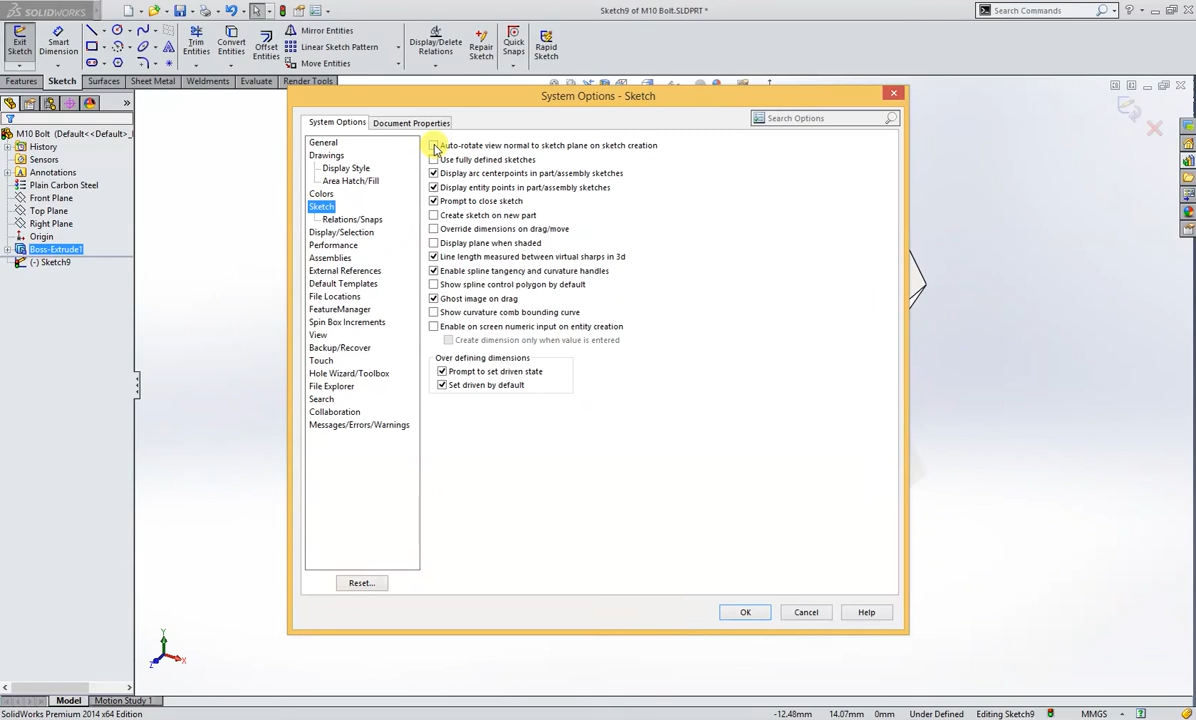 SOLIDWORKS
Sketch9 of M10 Bolt.SLDPRT *
Search Commands
Exit Sketch
Smart Dimension
Trim Entities
Convert Entities
Offset Entities
Mirror Entities
Linear Sketch Pattern
Move Entities
Display/Delete Relations
Repair Sketch
Quick Snaps
Rapid Sketch
Features
Sketch
Surfaces
Sheet Metal
Weldments
Evaluate
Render Tools
M10 Bolt (Default<<Default>_
History
Sensors
Annotations
Plain Carbon Steel
Front Plane
Top Plane
Right Plane
Origin
Boss-Extrude1
(-) Sketch9
System Options - Sketch
System Options
Document Properties
Search Options
General
Drawings
Display Style
Area Hatch/Fill
Colors
Sketch
Relations/Snaps
Display/Selection
Performance
Assemblies
External References
Default Templates
File Locations
FeatureManager
Spin Box Increments
View
Backup/Recover
Touch
Hole Wizard/Toolbox
File Explorer
Search
Collaboration
Messages/Errors/Warnings
Reset...
Auto-rotate view normal to sketch plane on sketch creation
Use fully defined sketches
Display arc centerpoints in part/assembly sketches
Display entity points in part/assembly sketches
Prompt to close sketch
Create sketch on new part
Override dimensions on drag/move
Display plane when shaded
Line length measured between virtual sharps in 3d
Enable spline tangency and curvature handles
Show spline control polygon by default
Ghost image on drag
Show curvature comb bounding curve
Enable on screen numeric input on entity creation
Create dimension only when value is entered
Over defining dimensions
Prompt to set driven state
Set driven by default
OK
Cancel
Help
Y
X
Z
Model
Motion Study 1
SolidWorks Premium 2014 x64 Edition
-12.48mm
14.07mm
0mm
Under Defined
Editing Sketch9
MMGS